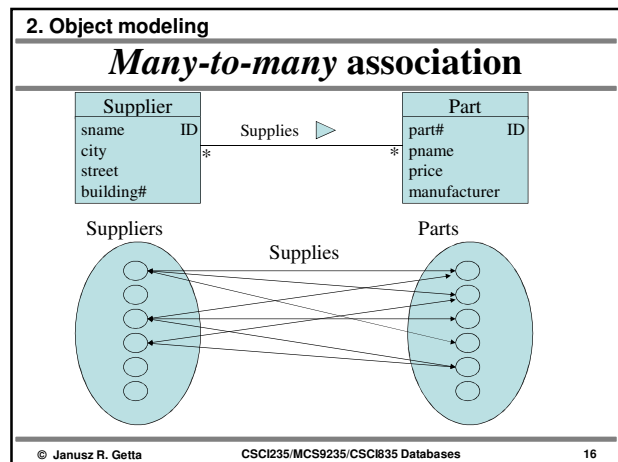 2. Object modeling
Many-to-many association
Supplier
sname ID
city
street
building#
Supplies
*
*
Part
part# ID
pname
price
manufacturer
Suppliers
Supplies
Parts
© Janusz R. Getta CSCI235/MCS9235/CSCI835 Databases 16